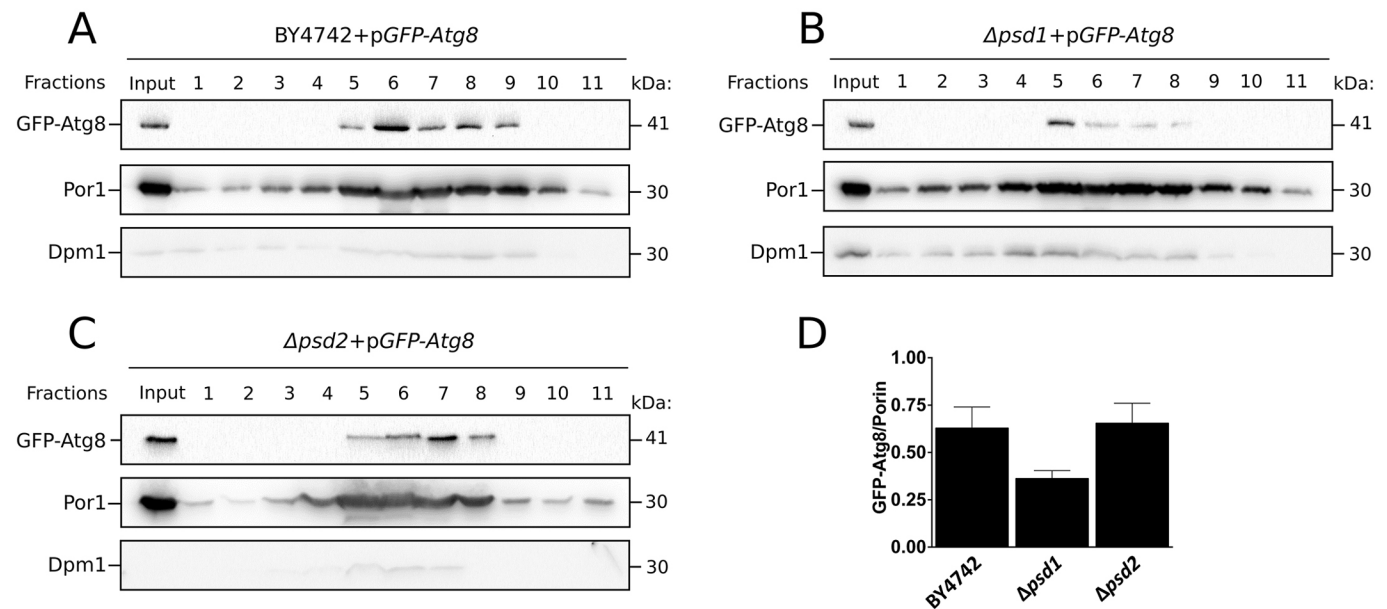 A
BY4742+pGFP-Atg8
Fractions Input 1 2 3 4 5 6 7 8 9 10 11 kDa:
GFP-Atg8 41
Por1 30
Dpm1 30
B
Δpsd1+pGFP-Atg8
Fractions Input 1 2 3 4 5 6 7 8 9 10 11 kDa:
GFP-Atg8 41
Por1 30
Dpm1 30
C
Δpsd2+pGFP-Atg8
Fractions Input 1 2 3 4 5 6 7 8 9 10 11 kDa:
GFP-Atg8 41
Por1 30
Dpm1 30
D
GFP-Atg8/Porin
1.00
0.75
0.50
0.25
0.00
BY4742 Δpsd1 Δpsd2